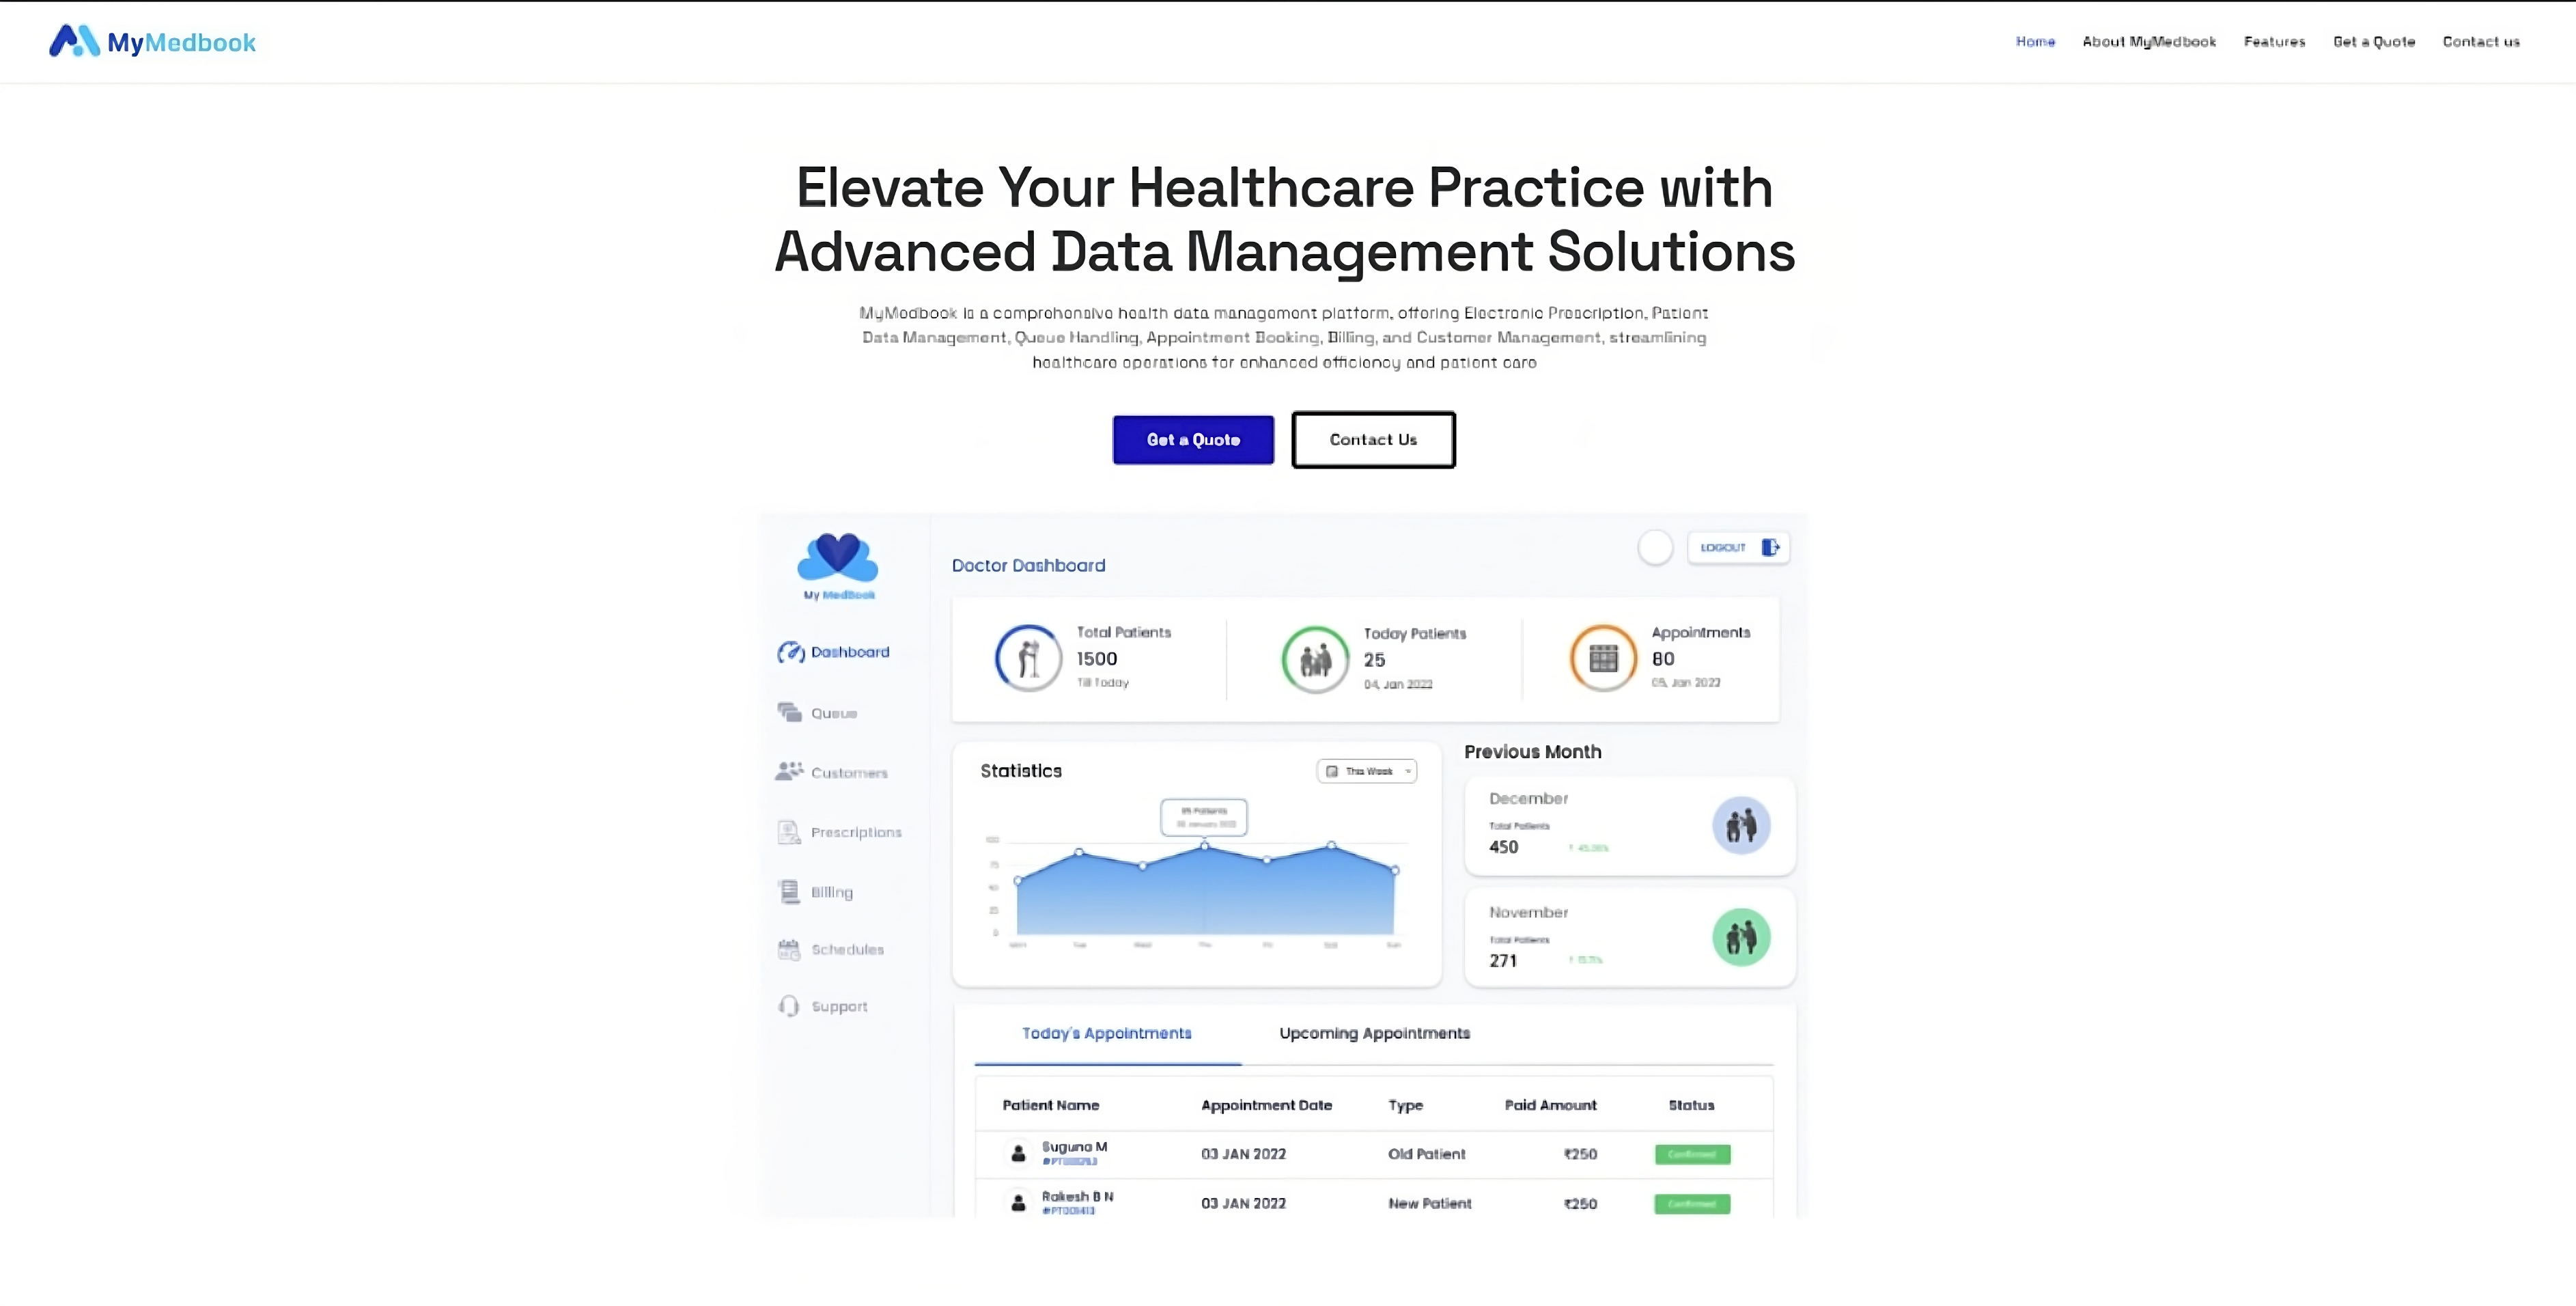 MyMedbook
Home About MyMedbook Features Get a Quote Contact us
Elevate Your Healthcare Practice with
Advanced Data Management Solutions
MyMedbook is a comprehensive health data management platform, offering Electronic Prescription, Patient
Data Management, Queue Handling, Appointment Booking, Billing, and Customer Management, streamlining
healthcare operations for enhanced efficiency and patient care
Get a Quote Contact Us
My MedBook
Doctor Dashboard
LOGOUT
Dashboard
Queue
Customers
Prescriptions
Billing
Schedules
Support
Total Patients
1500
Till Today
Today Patients
25
04, Jan 2022
Appointments
80
05, Jan 2022
Statistics
This Week
100
75
25
0
Previous Month
December
Total Patients
450
November
Total Patients
271
Today's Appointments Upcoming Appointments
Patient Name Appointment Date Type Paid Amount Status
Suguna M 03 JAN 2022 Old Patient ₹250 Confirmed
Rakesh B N 03 JAN 2022 New Patient ₹250 Confirmed